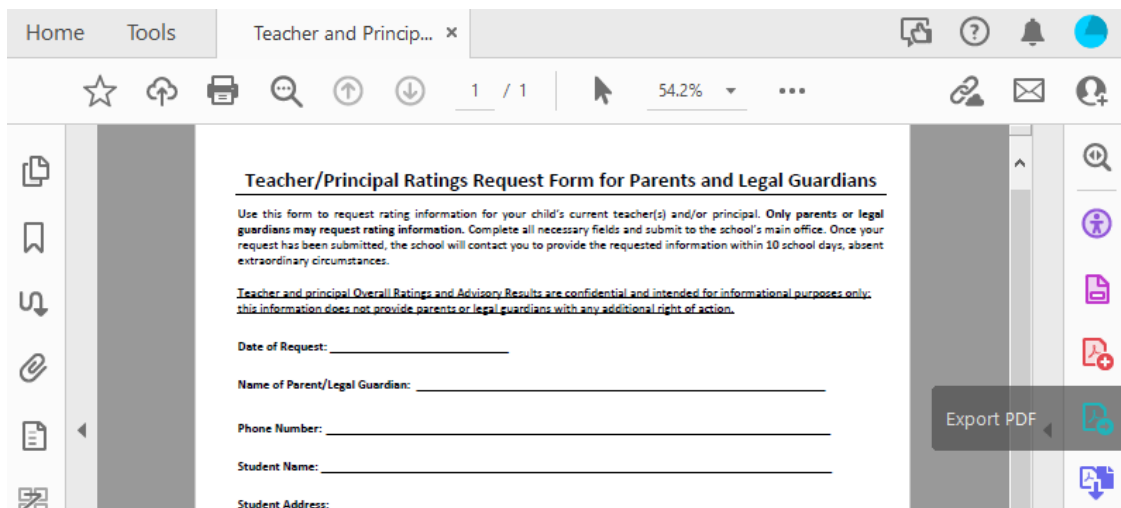 Home Tools Teacher and Princip... ×
1 / 1 54.2%
Teacher/Principal Ratings Request Form for Parents and Legal Guardians
Use this form to request rating information for your child's current teacher(s) and/or principal. Only parents or legal
guardians may request rating information. Complete all necessary fields and submit to the school's main office. Once your
request has been submitted, the school will contact you to provide the requested information within 10 school days, absent
extraordinary circumstances.
Teacher and principal Overall Ratings and Advisory Results are confidential and intended for informational purposes only;
this information does not provide parents or legal guardians with any additional right of action.
Date of Request:
Name of Parent/Legal Guardian:
Export PDF
Phone Number:
Student Name:
Student Address: